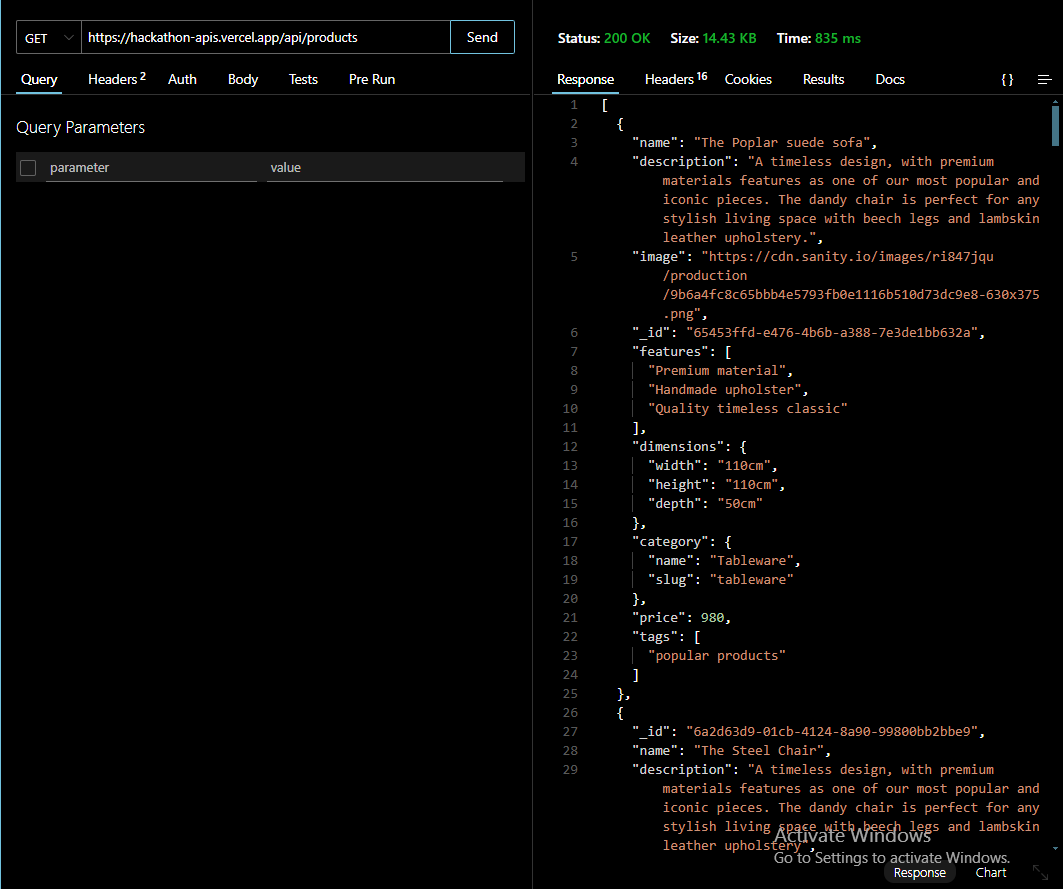 GET https://hackathon-apis.vercel.app/api/products Send
Query Headers 2 Auth Body Tests Pre Run
Query Parameters
parameter value
Status: 200 OK Size: 14.43 KB Time: 835 ms
Response Headers 16 Cookies Results Docs {}
1 [
2 {
3 "name": "The Poplar suede sofa",
4 "description": "A timeless design, with premium
materials features as one of our most popular and
iconic pieces. The dandy chair is perfect for any
stylish living space with beech legs and lambskin
leather upholstery.",
5 "image": "https://cdn.sanity.io/images/ri847jqu
/production
/9b6a4fc8c65bbb4e5793fb0e1116b510d73dc9e8-630x375
.png",
6 "_id": "65453ffd-e476-4b6b-a388-7e3de1bb632a",
7 "features": [
8 "Premium material",
9 "Handmade upholster",
10 "Quality timeless classic"
11 ],
12 "dimensions": {
13 "width": "110cm",
14 "height": "110cm",
15 "depth": "50cm"
16 },
17 "category": {
18 "name": "Tableware",
19 "slug": "tableware"
20 },
21 "price": 980,
22 "tags": [
23 "popular products"
24 ]
25 },
26 {
27 "_id": "6a2d63d9-01cb-4124-8a90-99800bb2bbe9",
28 "name": "The Steel Chair",
29 "description": "A timeless design, with premium
materials features as one of our most popular and
iconic pieces. The dandy chair is perfect for any
stylish living space with beech legs and lambskin
leather upholstery",
Activate Windows
Go to Settings to activate Windows.
Response Chart